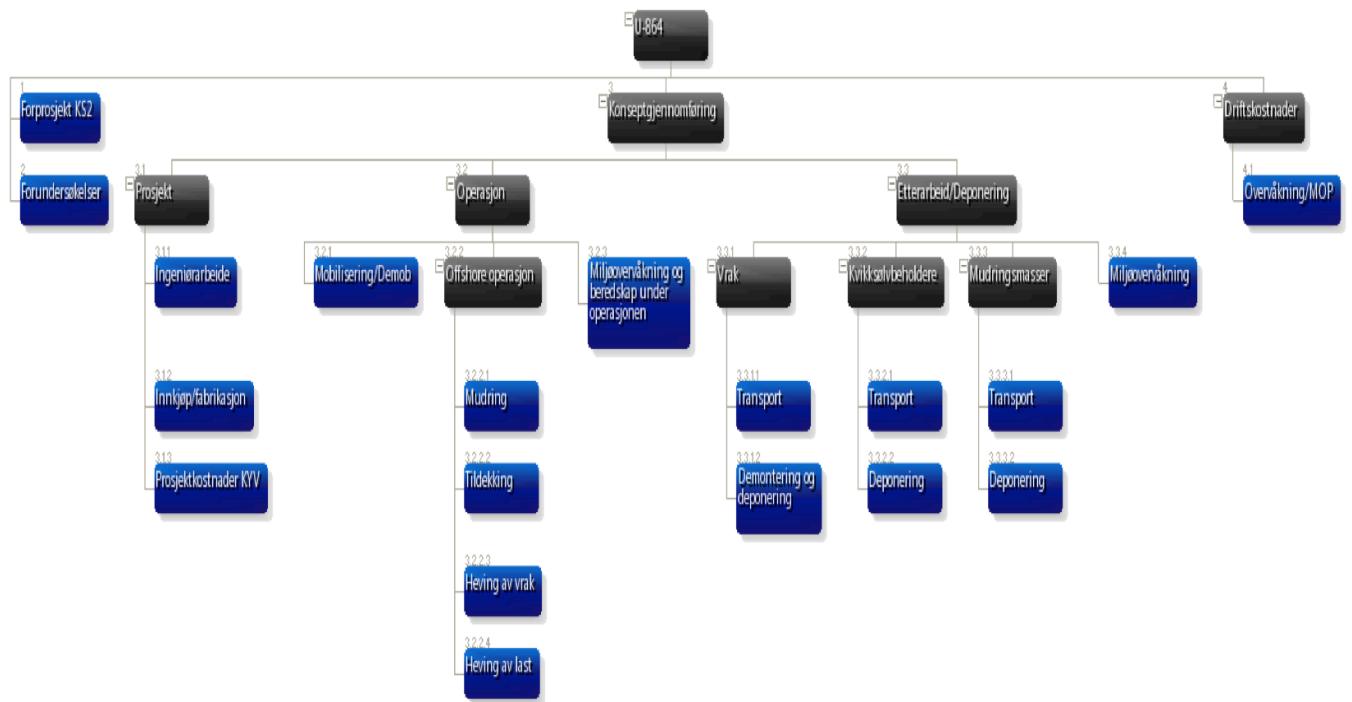 U-864
1
Forprosjekt KS2
3
Konseptgjennomføring
4
Driftskostnader
2
Forundersøkelser
3.1
Prosjekt
3.2
Operasjon
3.3
Etterarbeid/Deponering
4.1
Overvåkning/MOP
3.1.1
Ingeniørarbeide
3.2.1
Mobilisering/Demob
3.2.2
Offshore operasjon
3.2.3
Miljøovervåkning og
beredskap under
operasjonen
3.3.1
Vrak
3.3.2
Kvikksølvbeholdere
3.3.3
Mudringsmasser
3.3.4
Miljøovervåkning
3.1.2
Innkjøp/fabrikasjon
3.2.2.1
Mudring
3.3.1.1
Transport
3.3.2.1
Transport
3.3.3.1
Transport
3.1.3
Prosjektkostnader KYV
3.2.2.2
Tildekking
3.3.1.2
Demontering og
deponering
3.3.2.2
Deponering
3.3.3.2
Deponering
3.2.2.3
Heving av vrak
3.2.2.4
Heving av last